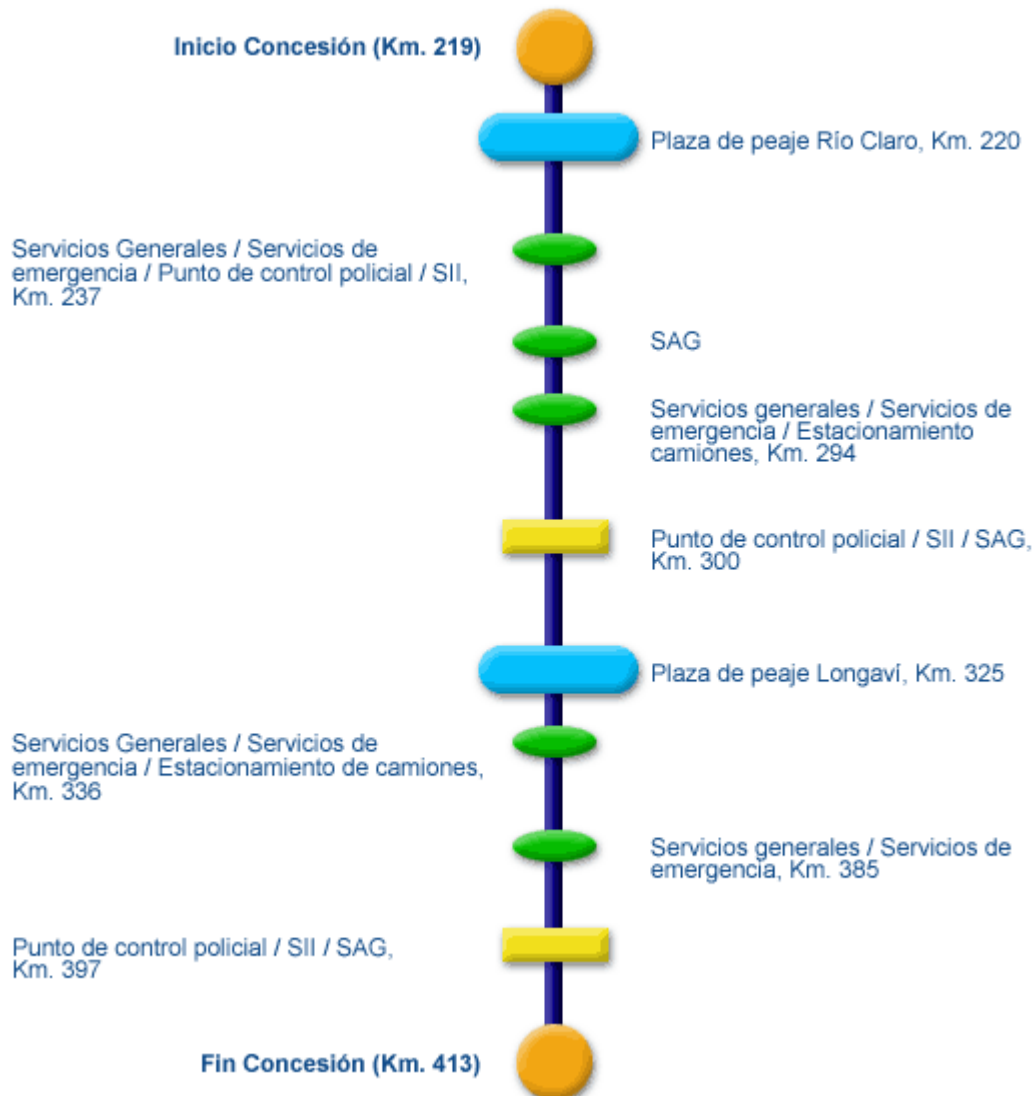 Inicio Concesión (Km. 219)
Plaza de peaje Río Claro, Km. 220
Servicios Generales / Servicios de
emergencia / Punto de control policial / SII,
Km. 237
SAG
Servicios generales / Servicios de
emergencia / Estacionamiento
camiones, Km. 294
Punto de control policial / SII / SAG,
Km. 300
Plaza de peaje Longaví, Km. 325
Servicios Generales / Servicios de
emergencia / Estacionamiento de camiones,
Km. 336
Servicios generales / Servicios de
emergencia, Km. 385
Punto de control policial / SII / SAG,
Km. 397
Fin Concesión (Km. 413)